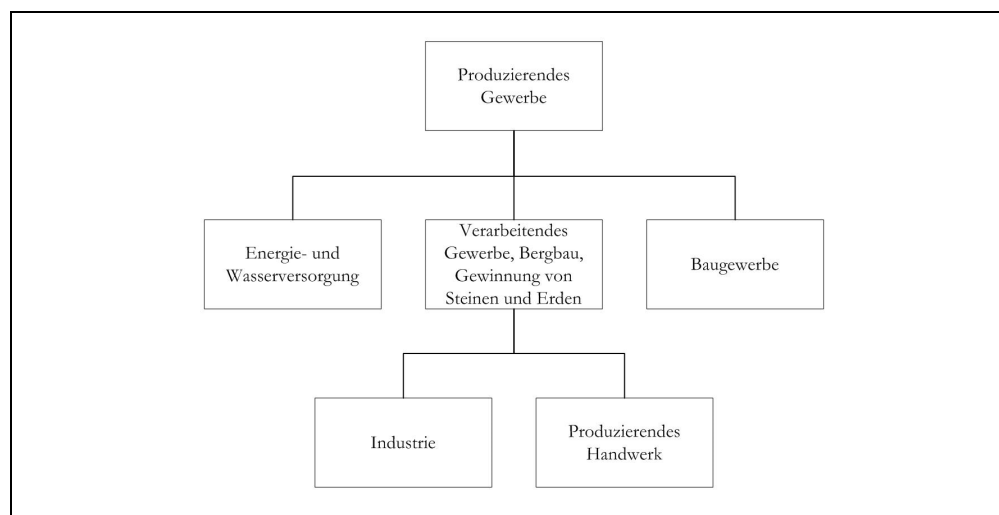 Produzierendes
Gewerbe
Energie- und
Wasserversorgung
Verarbeitendes
Gewerbe, Bergbau,
Gewinnung von
Steinen und Erden
Baugewerbe
Industrie
Produzierendes
Handwerk